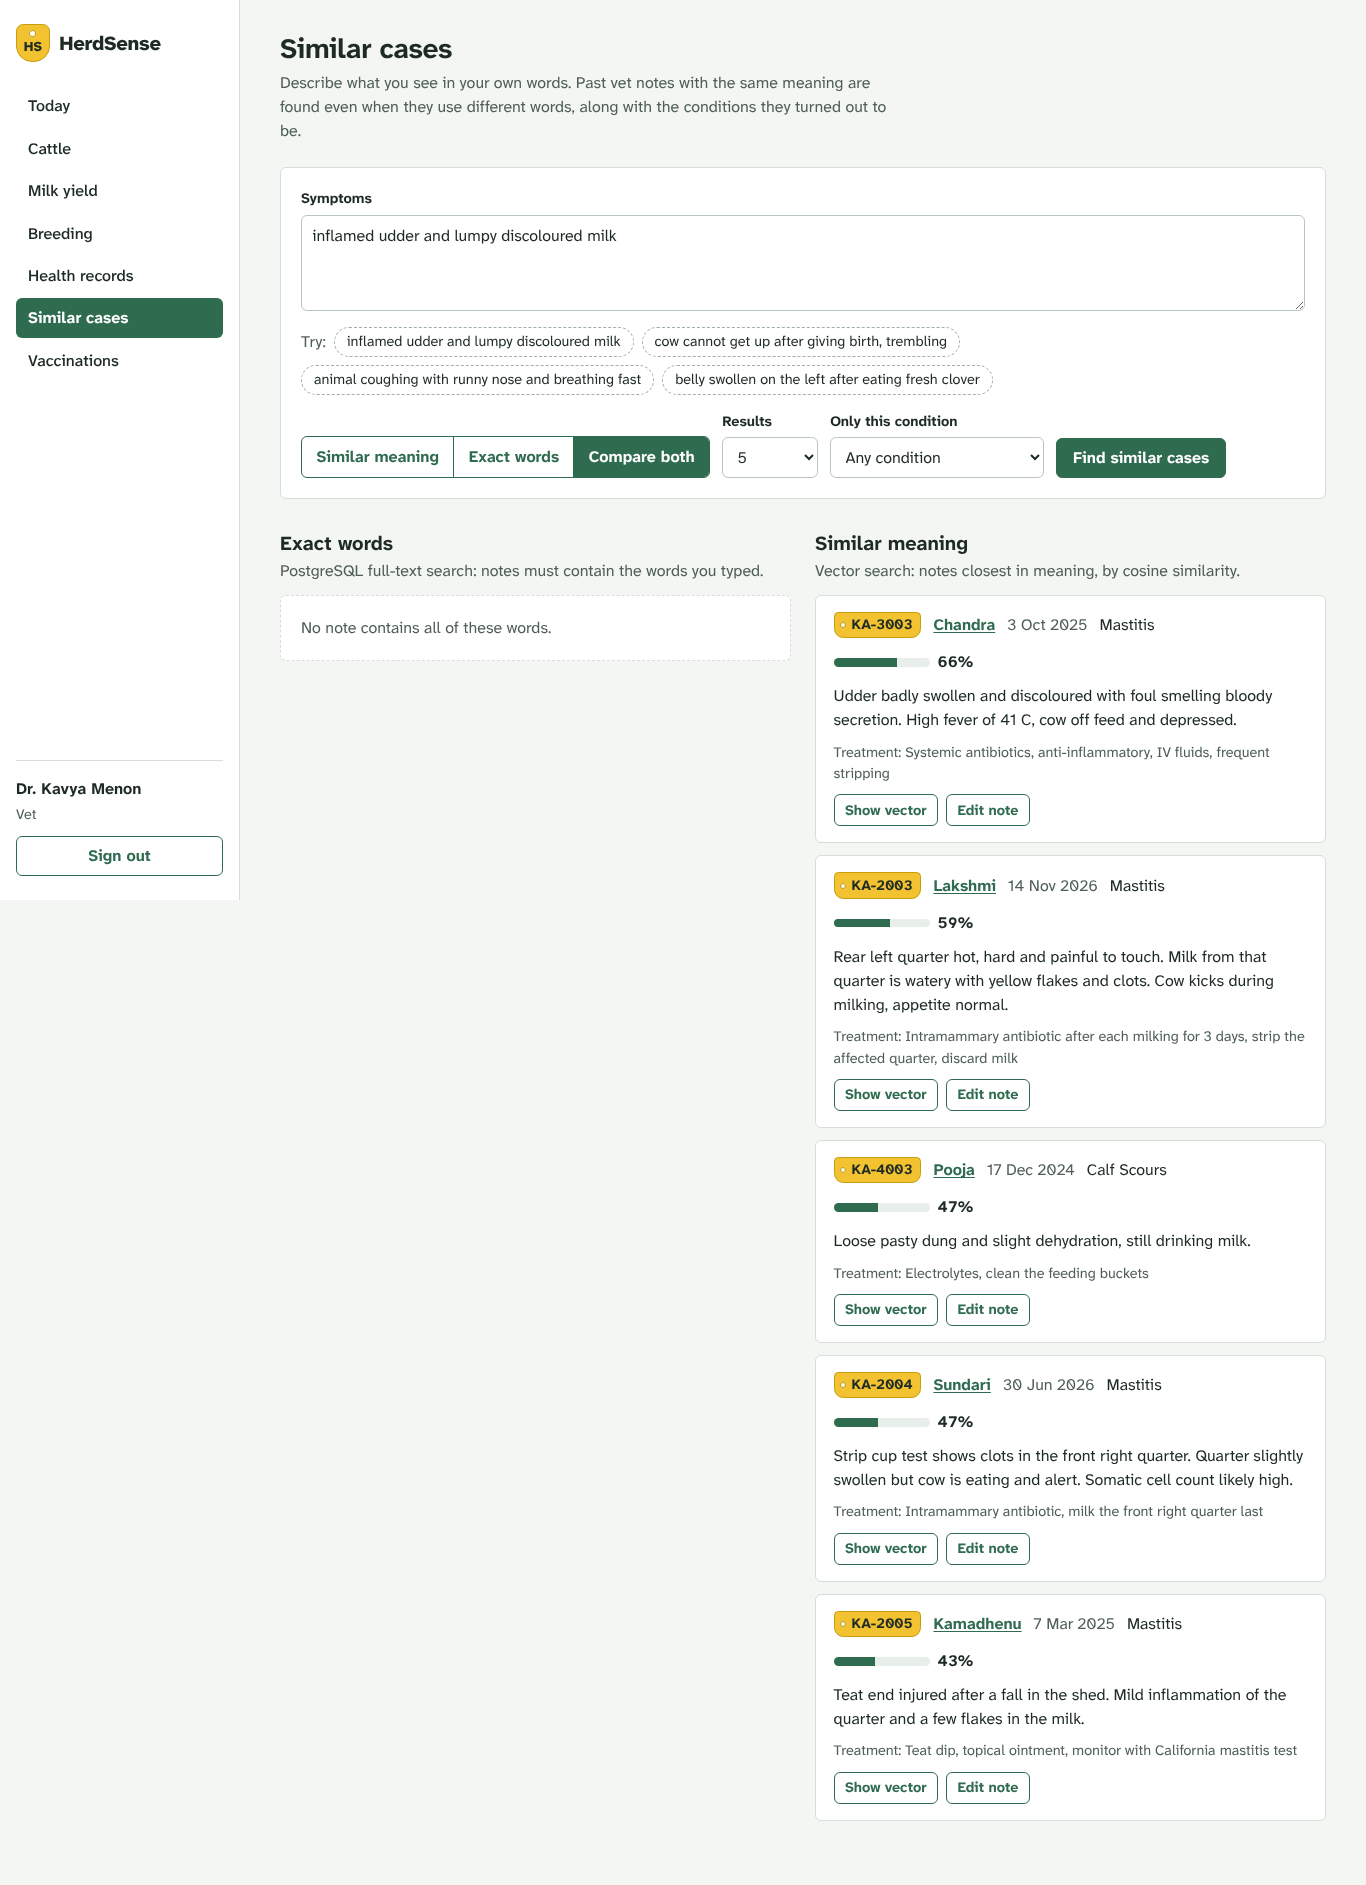 HS HerdSense
Today
Cattle
Milk yield
Breeding
Health records
Similar cases
Vaccinations
Dr. Kavya Menon
Vet
Sign out
Similar cases
Describe what you see in your own words. Past vet notes with the same meaning are
found even when they use different words, along with the conditions they turned out to
be.
Symptoms
inflamed udder and lumpy discoloured milk
Try: inflamed udder and lumpy discoloured milk cow cannot get up after giving birth, trembling
animal coughing with runny nose and breathing fast belly swollen on the left after eating fresh clover
Results Only this condition
Similar meaning Exact words Compare both 5 Any condition Find similar cases
Exact words
PostgreSQL full-text search: notes must contain the words you typed.
No note contains all of these words.
Similar meaning
Vector search: notes closest in meaning, by cosine similarity.
KA-3003 Chandra 3 Oct 2025 Mastitis
66%
Udder badly swollen and discoloured with foul smelling bloody
secretion. High fever of 41 C, cow off feed and depressed.
Treatment: Systemic antibiotics, anti-inflammatory, IV fluids, frequent
stripping
Show vector Edit note
KA-2003 Lakshmi 14 Nov 2026 Mastitis
59%
Rear left quarter hot, hard and painful to touch. Milk from that
quarter is watery with yellow flakes and clots. Cow kicks during
milking, appetite normal.
Treatment: Intramammary antibiotic after each milking for 3 days, strip the
affected quarter, discard milk
Show vector Edit note
KA-4003 Pooja 17 Dec 2024 Calf Scours
47%
Loose pasty dung and slight dehydration, still drinking milk.
Treatment: Electrolytes, clean the feeding buckets
Show vector Edit note
KA-2004 Sundari 30 Jun 2026 Mastitis
47%
Strip cup test shows clots in the front right quarter. Quarter slightly
swollen but cow is eating and alert. Somatic cell count likely high.
Treatment: Intramammary antibiotic, milk the front right quarter last
Show vector Edit note
KA-2005 Kamadhenu 7 Mar 2025 Mastitis
43%
Teat end injured after a fall in the shed. Mild inflammation of the
quarter and a few flakes in the milk.
Treatment: Teat dip, topical ointment, monitor with California mastitis test
Show vector Edit note